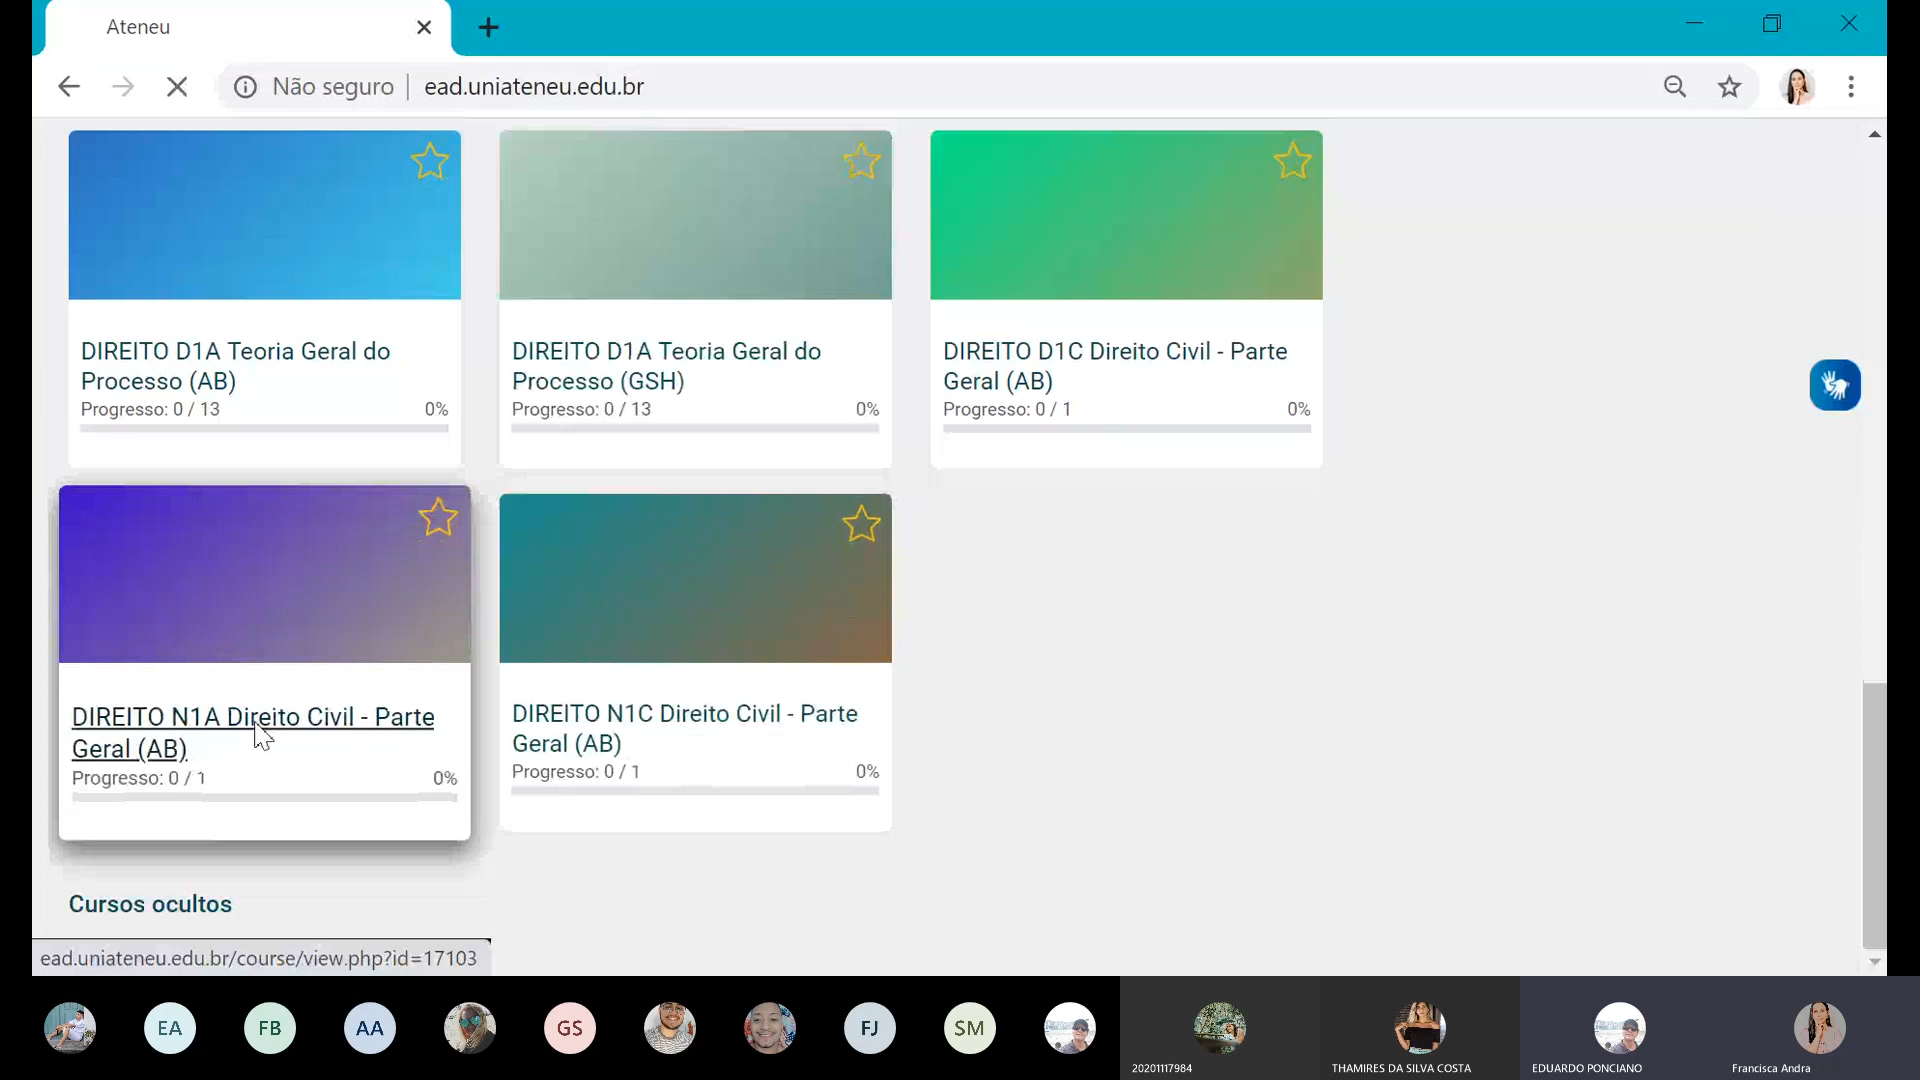 Ateneu
Não seguro
ead.uniateneu.edu.br
DIREITO D1A Teoria Geral do
Processo (AB)
Progresso: 0 / 13
0%
DIREITO D1A Teoria Geral do
Processo (GSH)
Progresso: 0 / 13
0%
DIREITO D1C Direito Civil - Parte
Geral (AB)
Progresso: 0 / 1
0%
DIREITO N1A Direito Civil - Parte
Geral (AB)
Progresso: 0 / 1
0%
DIREITO N1C Direito Civil - Parte
Geral (AB)
Progresso: 0 / 1
0%
Cursos ocultos
ead.uniateneu.edu.br/course/view.php?id=17103
EA
FB
AA
GS
FJ
SM
20201117984
THAMIRES DA SILVA COSTA
EDUARDO PONCIANO
Francisca Andra